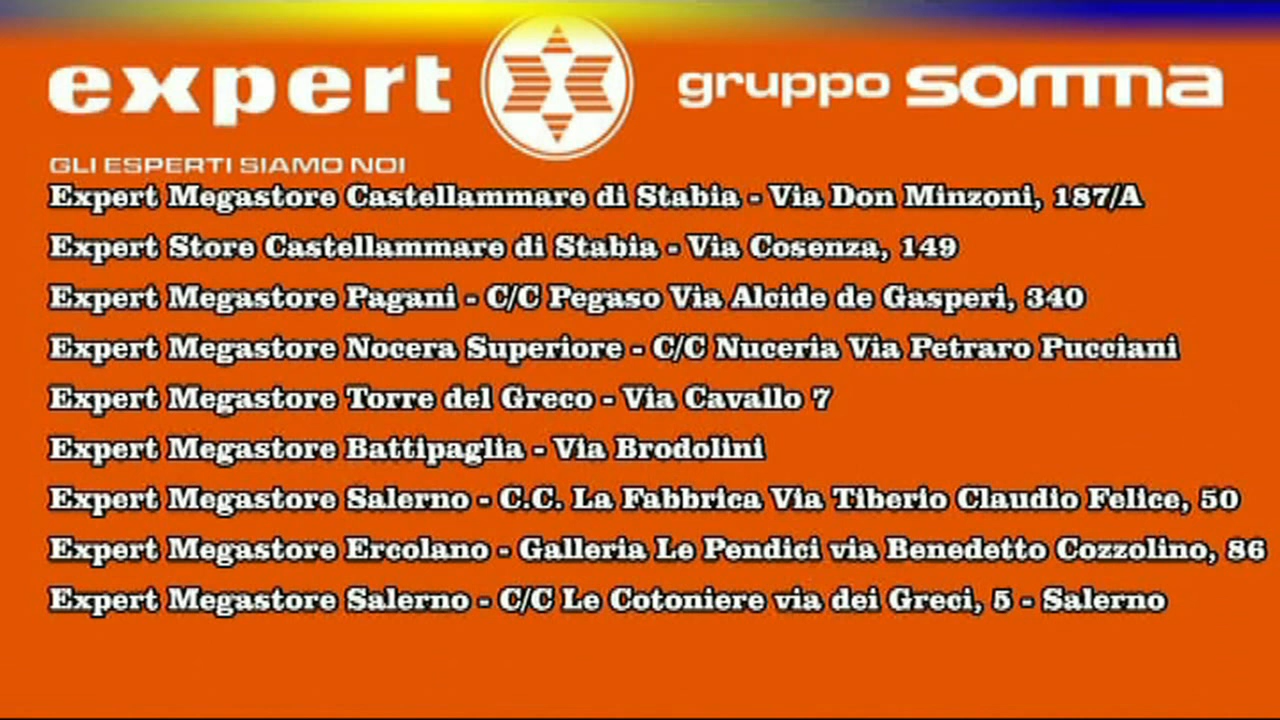 expert gruppo somma
GLI ESPERTI SIAMO NOI
Expert Megastore Castellammare di Stabia - Via Don Minzoni, 187/A
Expert Store Castellammare di Stabia - Via Cosenza, 149
Expert Megastore Pagani - C/C Pegaso Via Alcide de Gasperi, 340
Expert Megastore Nocera Superiore - C/C Nuceria Via Petraro Pucciani
Expert Megastore Torre del Greco - Via Cavallo 7
Expert Megastore Battipaglia - Via Brodolini
Expert Megastore Salerno - C.C. La Fabbrica Via Tiberio Claudio Felice, 50
Expert Megastore Ercolano - Galleria Le Pendici via Benedetto Cozzolino, 86
Expert Megastore Salerno - C/C Le Cotoniere via dei Greci, 5 - Salerno